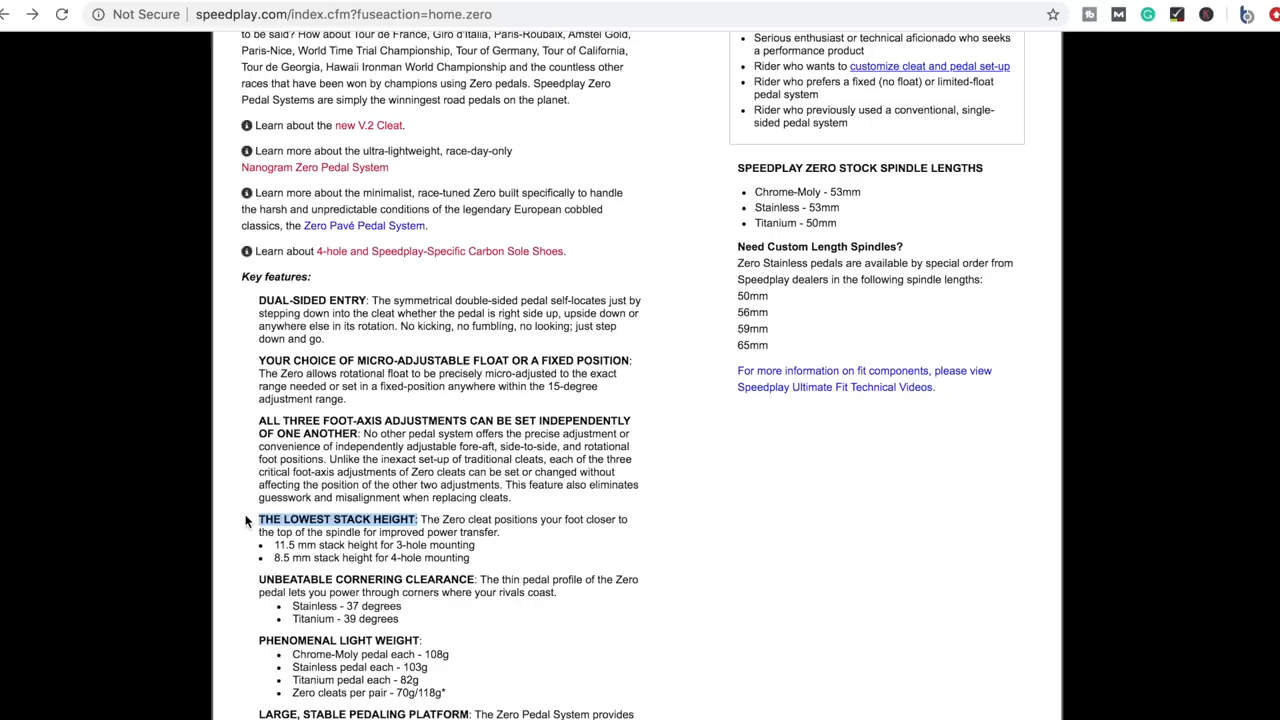 Not Secure speedplay.com/index.cfm?fuseaction=home.zero
to be said? How about Tour de France, Giro d'Italia, Paris-Roubaix, Amstel Gold,
Paris-Nice, World Time Trial Championship, Tour of Germany, Tour of California,
Tour de Georgia, Hawaii Ironman World Championship and the countless other
races that have been won by champions using Zero pedals. Speedplay Zero
Pedal Systems are simply the winningest road pedals on the planet.
Learn about the new V.2 Cleat.
Learn more about the ultra-lightweight, race-day-only
Nanogram Zero Pedal System
Learn more about the minimalist, race-tuned Zero built specifically to handle
the harsh and unpredictable conditions of the legendary European cobbled
classics, the Zero Pavé Pedal System.
Learn about 4-hole and Speedplay-Specific Carbon Sole Shoes.
Key features:
DUAL-SIDED ENTRY: The symmetrical double-sided pedal self-locates just by
stepping down into the cleat whether the pedal is right side up, upside down or
anywhere else in its rotation. No kicking, no fumbling, no looking; just step
down and go.
YOUR CHOICE OF MICRO-ADJUSTABLE FLOAT OR A FIXED POSITION:
The Zero allows rotational float to be precisely micro-adjusted to the exact
range needed or set in a fixed-position anywhere within the 15-degree
adjustment range.
ALL THREE FOOT-AXIS ADJUSTMENTS CAN BE SET INDEPENDENTLY
OF ONE ANOTHER: No other pedal system offers the precise adjustment or
convenience of independently adjustable fore-aft, side-to-side, and rotational
foot positions. Unlike the inexact set-up of traditional cleats, each of the three
critical foot-axis adjustments of Zero cleats can be set or changed without
affecting the position of the other two adjustments. This feature also eliminates
guesswork and misalignment when replacing cleats.
THE LOWEST STACK HEIGHT: The Zero cleat positions your foot closer to
the top of the spindle for improved power transfer.
• 11.5 mm stack height for 3-hole mounting
• 8.5 mm stack height for 4-hole mounting
UNBEATABLE CORNERING CLEARANCE: The thin pedal profile of the Zero
pedal lets you power through corners where your rivals coast.
• Stainless - 37 degrees
• Titanium - 39 degrees
PHENOMENAL LIGHT WEIGHT:
• Chrome-Moly pedal each - 108g
• Stainless pedal each - 103g
• Titanium pedal each - 82g
• Zero cleats per pair - 70g/118g*
LARGE, STABLE PEDALING PLATFORM: The Zero Pedal System provides
• Serious enthusiast or technical aficionado who seeks
a performance product
• Rider who wants to customize cleat and pedal set-up
• Rider who prefers a fixed (no float) or limited-float
pedal system
• Rider who previously used a conventional, single-
sided pedal system
SPEEDPLAY ZERO STOCK SPINDLE LENGTHS
• Chrome-Moly - 53mm
• Stainless - 53mm
• Titanium - 50mm
Need Custom Length Spindles?
Zero Stainless pedals are available by special order from
Speedplay dealers in the following spindle lengths:
50mm
56mm
59mm
65mm
For more information on fit components, please view
Speedplay Ultimate Fit Technical Videos.